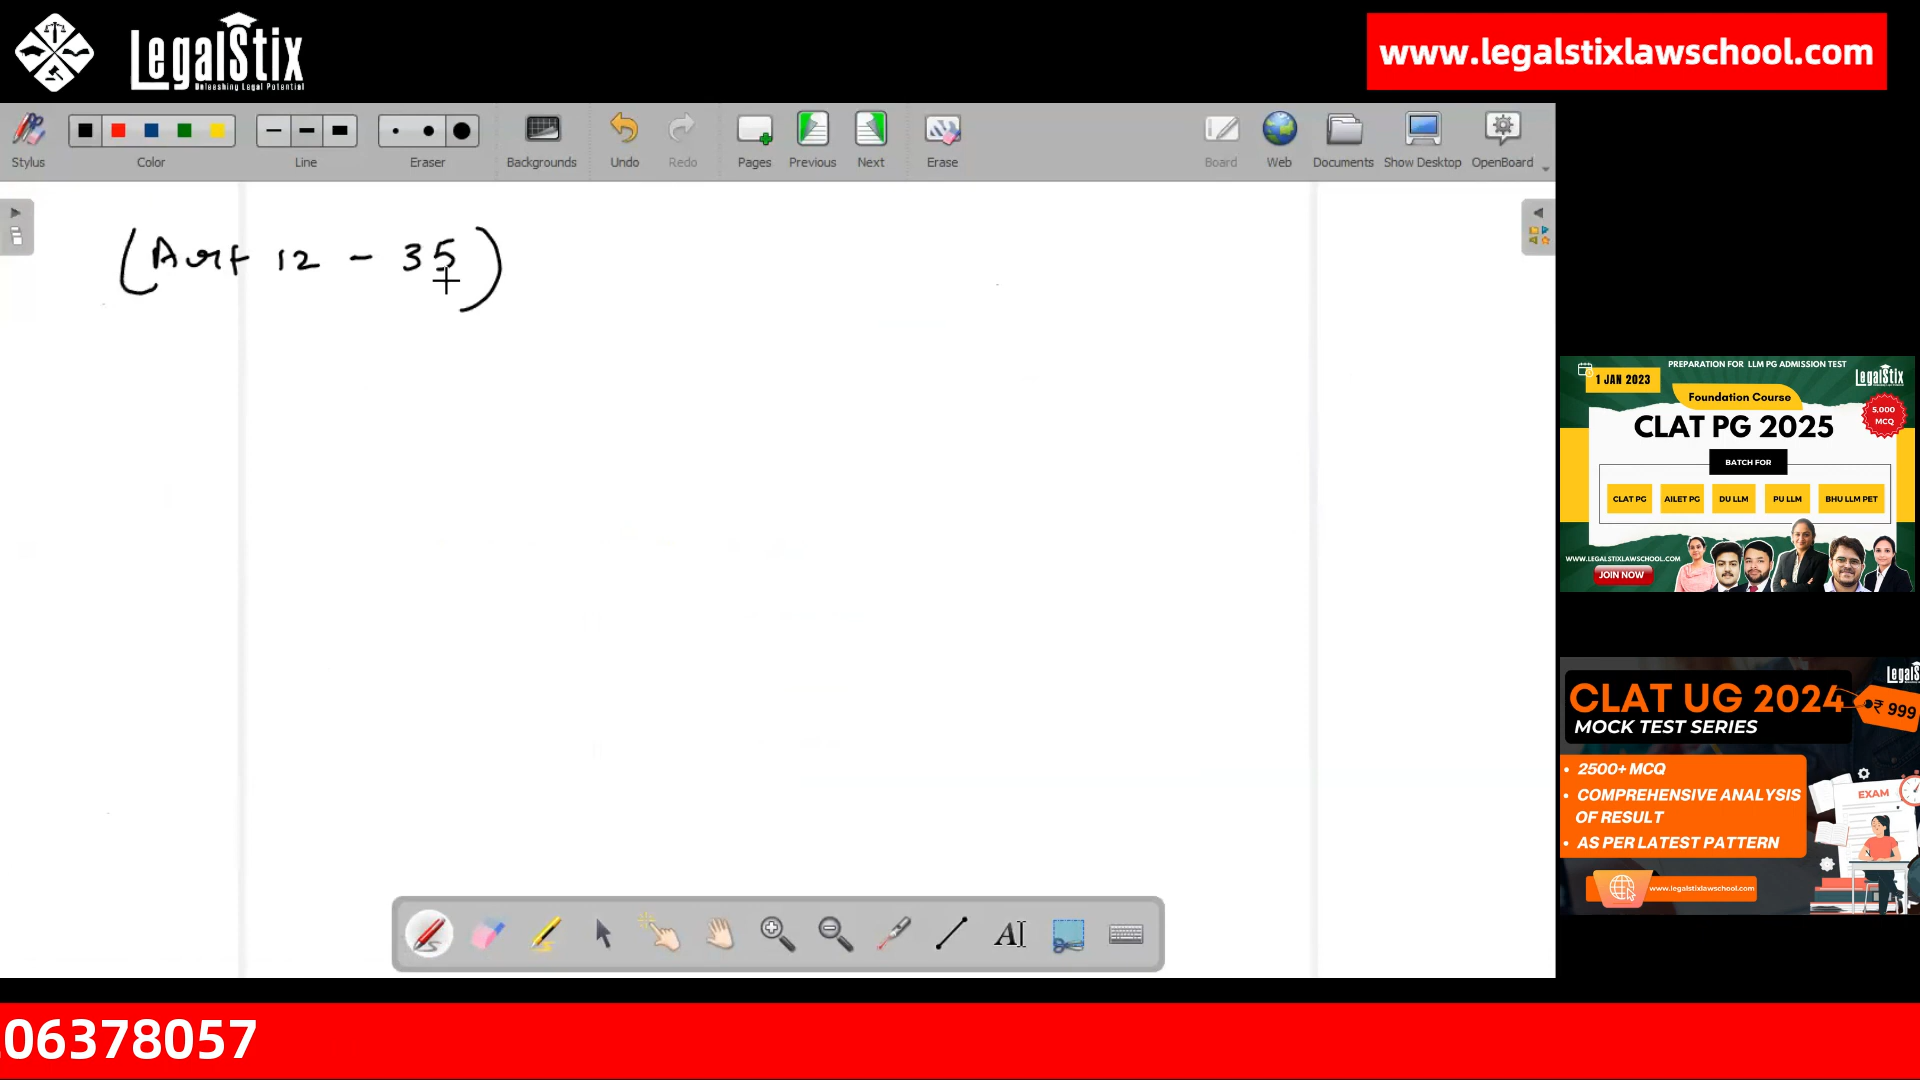 LegalStix
Unleashing Legal Potential
www.legalstixlawschool.com
Stylus
Color
Line
Eraser
Backgrounds
Undo
Redo
Pages
Previous
Next
Erase
Board
Web
Documents
Show Desktop
OpenBoard
(Art 12 - 35)
PREPARATION FOR LLM PG ADMISSION TEST
1 JAN 2023
LegalStix
Foundation Course
5,000
MCQ
CLAT PG 2025
BATCH FOR
CLAT PG
AILET PG
DU LLM
PU LLM
BHU LLM PET
WWW.LEGALSTIXLAWSCHOOL.COM
JOIN NOW
CLAT UG 2024
₹ 999
MOCK TEST SERIES
• 2500+ MCQ
• COMPREHENSIVE ANALYSIS
OF RESULT
• AS PER LATEST PATTERN
EXAM
www.legalstixlawschool.com
AI
06378057